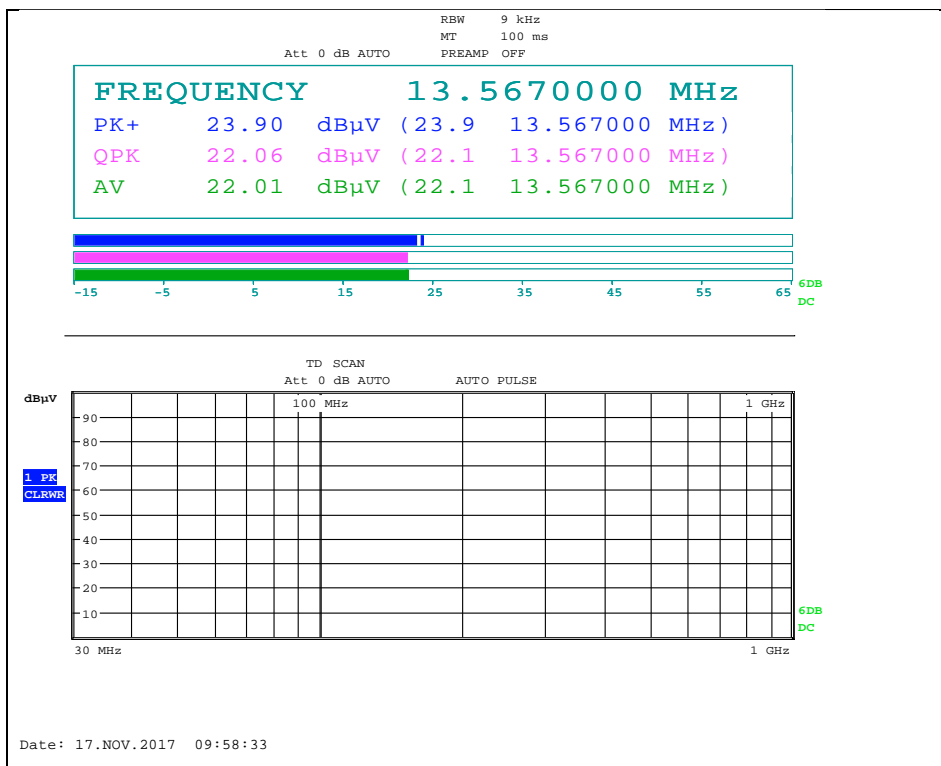 RBW 9 kHz
MT 100 ms
Att 0 dB AUTO PREAMP OFF
FREQUENCY 13.5670000 MHz
PK+ 23.90 dBµV (23.9 13.567000 MHz)
QPK 22.06 dBµV (22.1 13.567000 MHz)
AV 22.01 dBµV (22.1 13.567000 MHz)
-15 -5 5 15 25 35 45 55 65
6DB
DC
TD SCAN
Att 0 dB AUTO AUTO PULSE
dBµV
100 MHz 1 GHz
90
80
70
1 PK
CLRWR
60
50
40
30
20
10
6DB
DC
30 MHz 1 GHz
Date: 17.NOV.2017 09:58:33